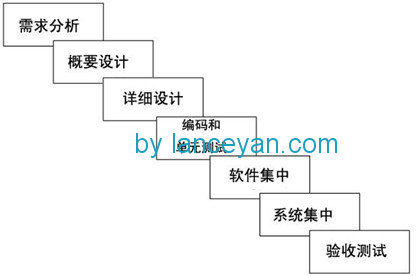 需求分析
概要设计
详细设计
编码和
单元测试
by lanceyan.com
软件集中
系统集中
验收测试